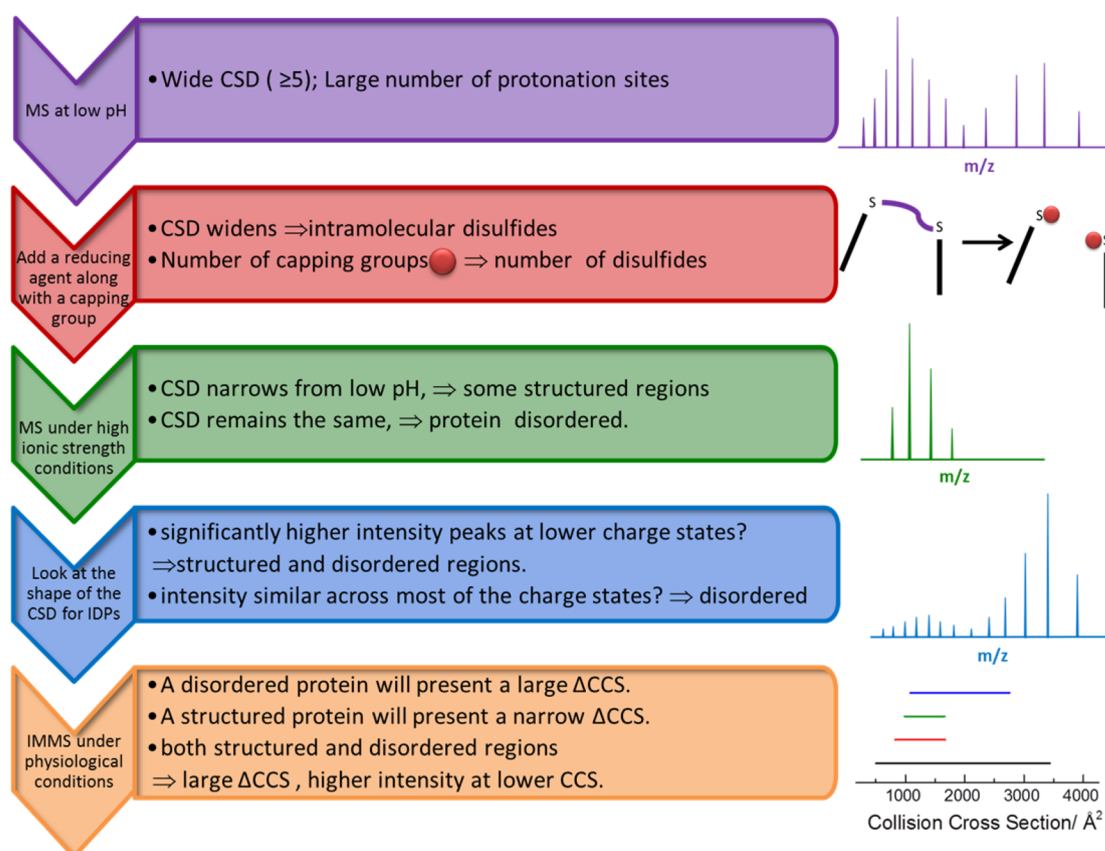 MS at low pH
•Wide CSD ( ≥5); Large number of protonation sites
m/z
Add a reducing
agent along
with a capping
group
•CSD widens ⇒intramolecular disulfides
•Number of capping groups ⇒ number of disulfides
S
S
S
S
MS under high
ionic strength
conditions
•CSD narrows from low pH, ⇒ some structured regions
•CSD remains the same, ⇒ protein disordered.
m/z
Look at the
shape of the
CSD for IDPs
•significantly higher intensity peaks at lower charge states?
⇒structured and disordered regions.
•intensity similar across most of the charge states? ⇒ disordered
m/z
IMMS under
physiological
conditions
•A disordered protein will present a large ΔCCS.
•A structured protein will present a narrow ΔCCS.
•both structured and disordered regions
⇒ large ΔCCS , higher intensity at lower CCS.
1000 2000 3000 4000
Collision Cross Section/ Å²